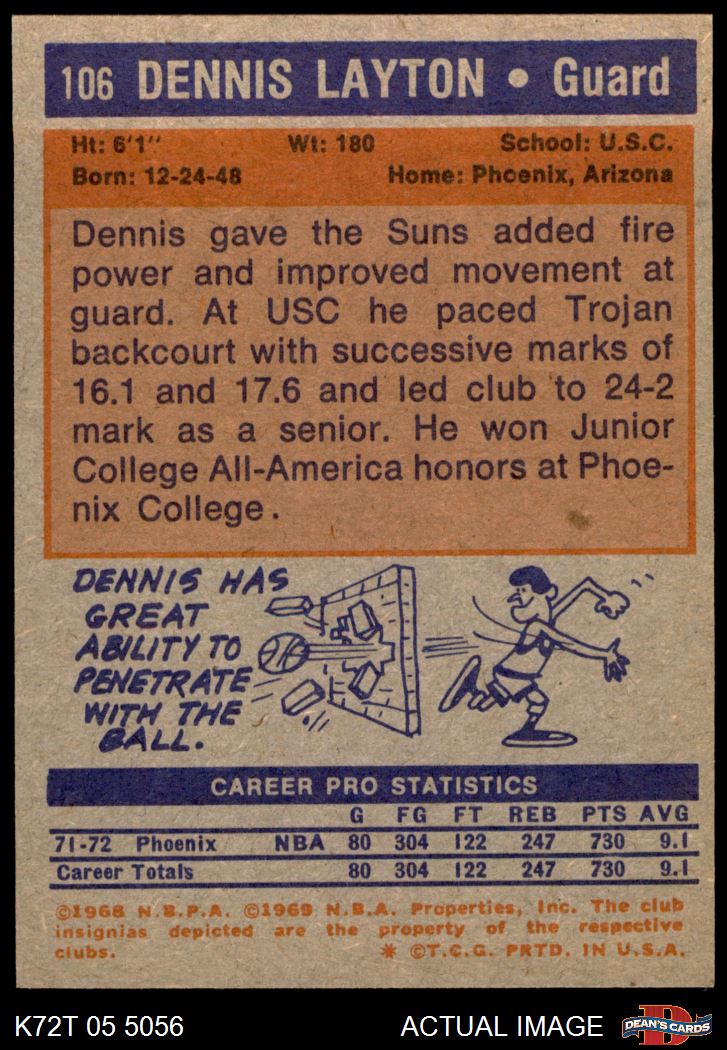 106 DENNIS LAYTON • Guard
Ht: 6'1" Wt: 180 School: U.S.C.
Born: 12-24-48 Home: Phoenix, Arizona
Dennis gave the Suns added fire
power and improved movement at
guard. At USC he paced Trojan
backcourt with successive marks of
16.1 and 17.6 and led club to 24-2
mark as a senior. He won Junior
College All-America honors at Phoe-
nix College.
DENNIS HAS
GREAT
ABILITY TO
PENETRATE
WITH THE
BALL.
CAREER PRO STATISTICS
G FG FT REB PTS AVG
71-72 Phoenix NBA 80 304 122 247 730 9.1
Career Totals 80 304 122 247 730 9.1
©1968 N.B.P.A. ©1969 N.B.A. Properties, Inc. The club
insignias depicted are the property of the respective
clubs. * ©T.C.G. PRTD. IN U.S.A.
K72T 05 5056 ACTUAL IMAGE D DEAN'S CARDS